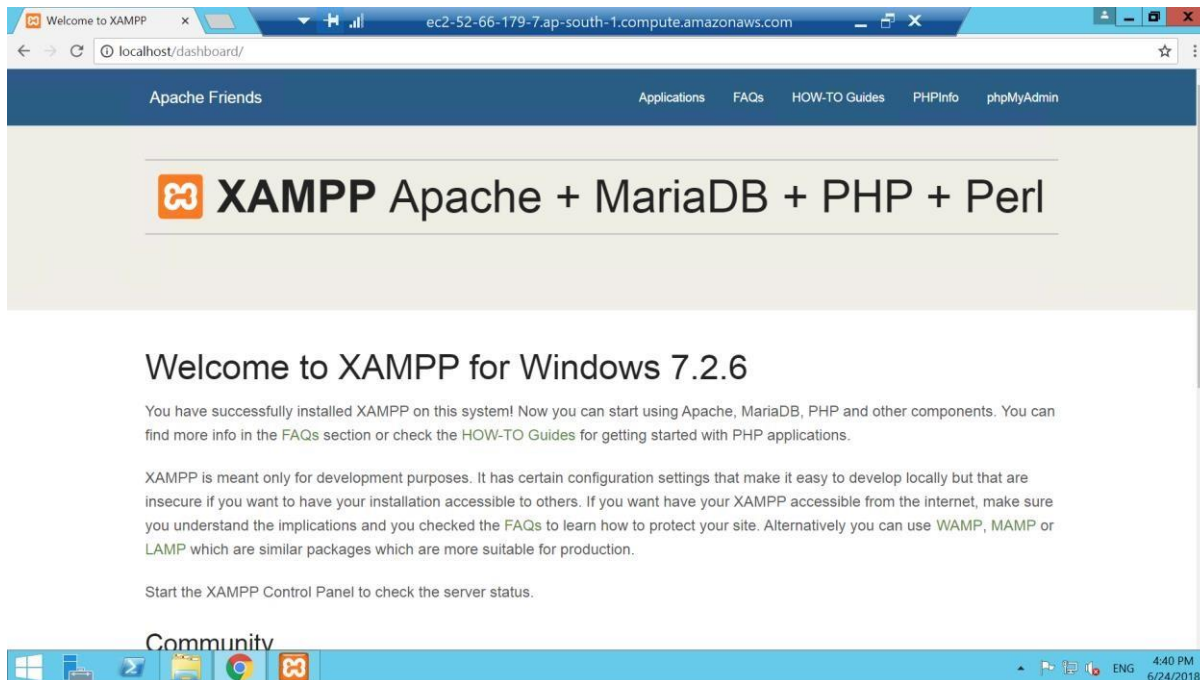 Welcome to XAMPP
ec2-52-66-179-7.ap-south-1.compute.amazonaws.com
localhost/dashboard/
Apache Friends
Applications FAQs HOW-TO Guides PHPInfo phpMyAdmin
XAMPP Apache + MariaDB + PHP + Perl
Welcome to XAMPP for Windows 7.2.6
You have successfully installed XAMPP on this system! Now you can start using Apache, MariaDB, PHP and other components. You can
find more info in the FAQs section or check the HOW-TO Guides for getting started with PHP applications.
XAMPP is meant only for development purposes. It has certain configuration settings that make it easy to develop locally but that are
insecure if you want to have your installation accessible to others. If you want have your XAMPP accessible from the internet, make sure
you understand the implications and you checked the FAQs to learn how to protect your site. Alternatively you can use WAMP, MAMP or
LAMP which are similar packages which are more suitable for production.
Start the XAMPP Control Panel to check the server status.
Community
ENG
4:40 PM
6/24/2018